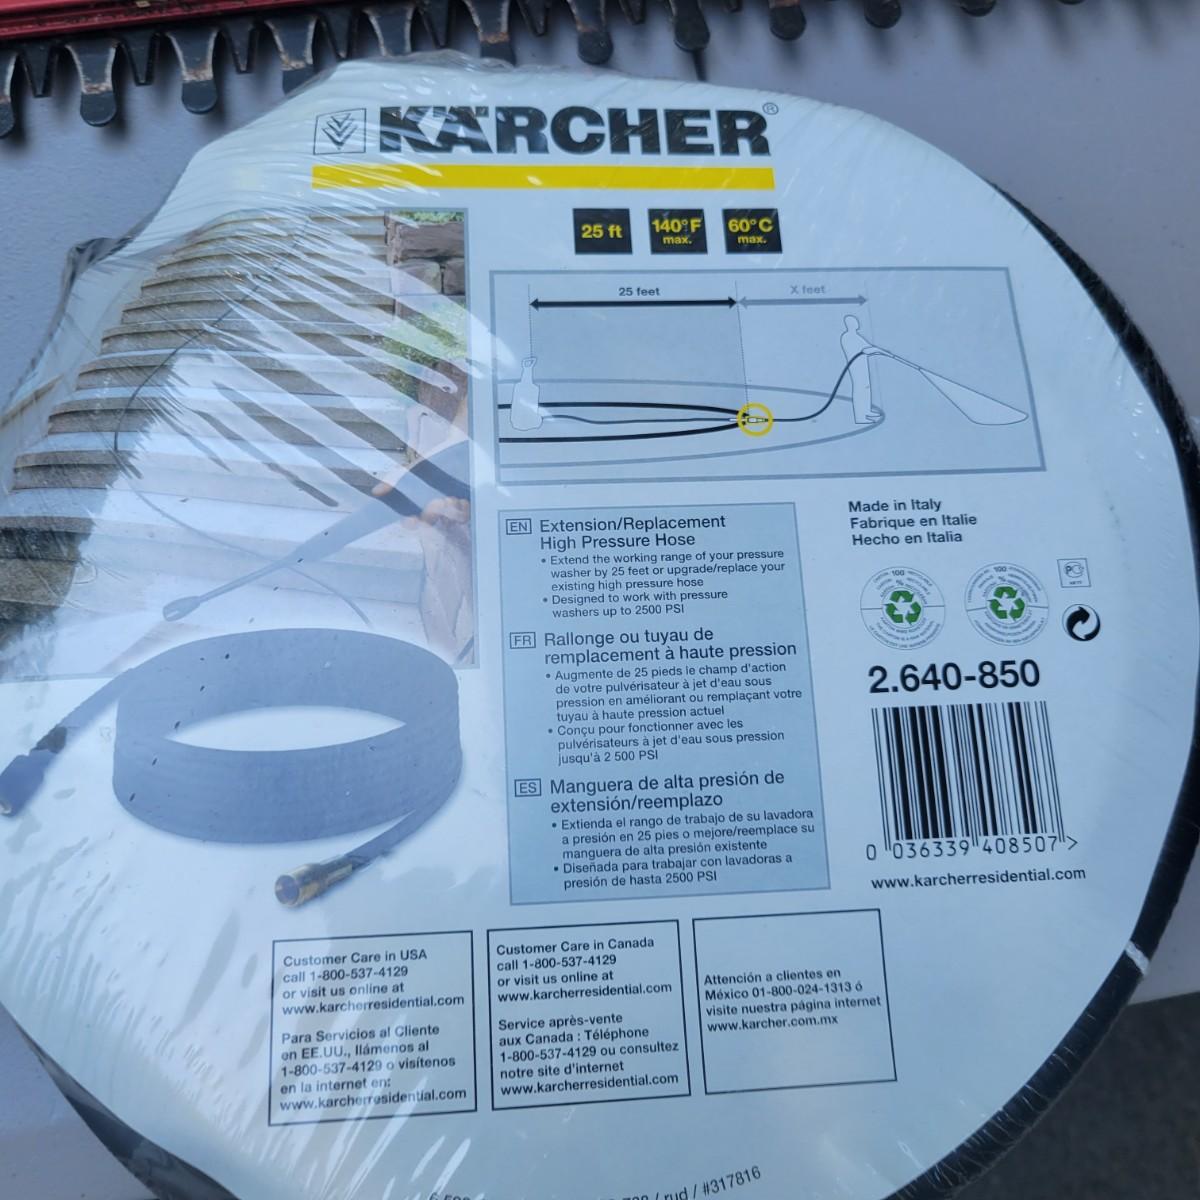 KÄRCHER®
25 ft
140°F
max.
60°C
max.
25 feet
X feet
EN Extension/Replacement
High Pressure Hose
• Extend the working range of your pressure
washer by 25 feet or upgrade/replace your
existing high pressure hose
• Designed to work with pressure
washers up to 2500 PSI
FR Rallonge ou tuyau de
remplacement à haute pression
• Augmente de 25 pieds le champ d'action
de votre pulvérisateur à jet d'eau sous
pression en améliorant ou remplaçant votre
tuyau à haute pression actuel
• Conçu pour fonctionner avec les
pulvérisateurs à jet d'eau sous pression
jusqu'à 2 500 PSI
ES Manguera de alta presión de
extensión/reemplazo
• Extienda el rango de trabajo de su lavadora
a presión en 25 pies o mejore/reemplace su
manguera de alta presión existente
• Diseñada para trabajar con lavadoras a
presión de hasta 2500 PSI
Made in Italy
Fabrique en Italie
Hecho en Italia
100
%
100
%
2.640-850
0 036339 408507 >
www.karcherresidential.com
Customer Care in USA
call 1-800-537-4129
or visit us online at
www.karcherresidential.com
Para Servicios al Cliente
en EE.UU., llámenos al
1-800-537-4129 o visítenos
en la internet en:
www.karcherresidential.com
Customer Care in Canada
call 1-800-537-4129
or visit us online at
www.karcherresidential.com
Service après-vente
aux Canada : Téléphone
1-800-537-4129 ou consultez
notre site d'internet
www.karcherresidential.com
Atención a clientes en
México 01-800-024-1313 ó
visite nuestra página internet
www.karcher.com.mx
/ rud / #317816